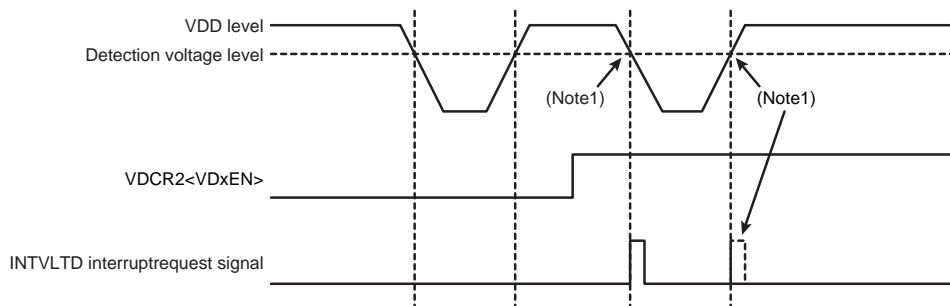 VDD level
Detection voltage level
(Note1)
(Note1)
VDCR2<VDxEN>
INTVLTD interruptrequest signal